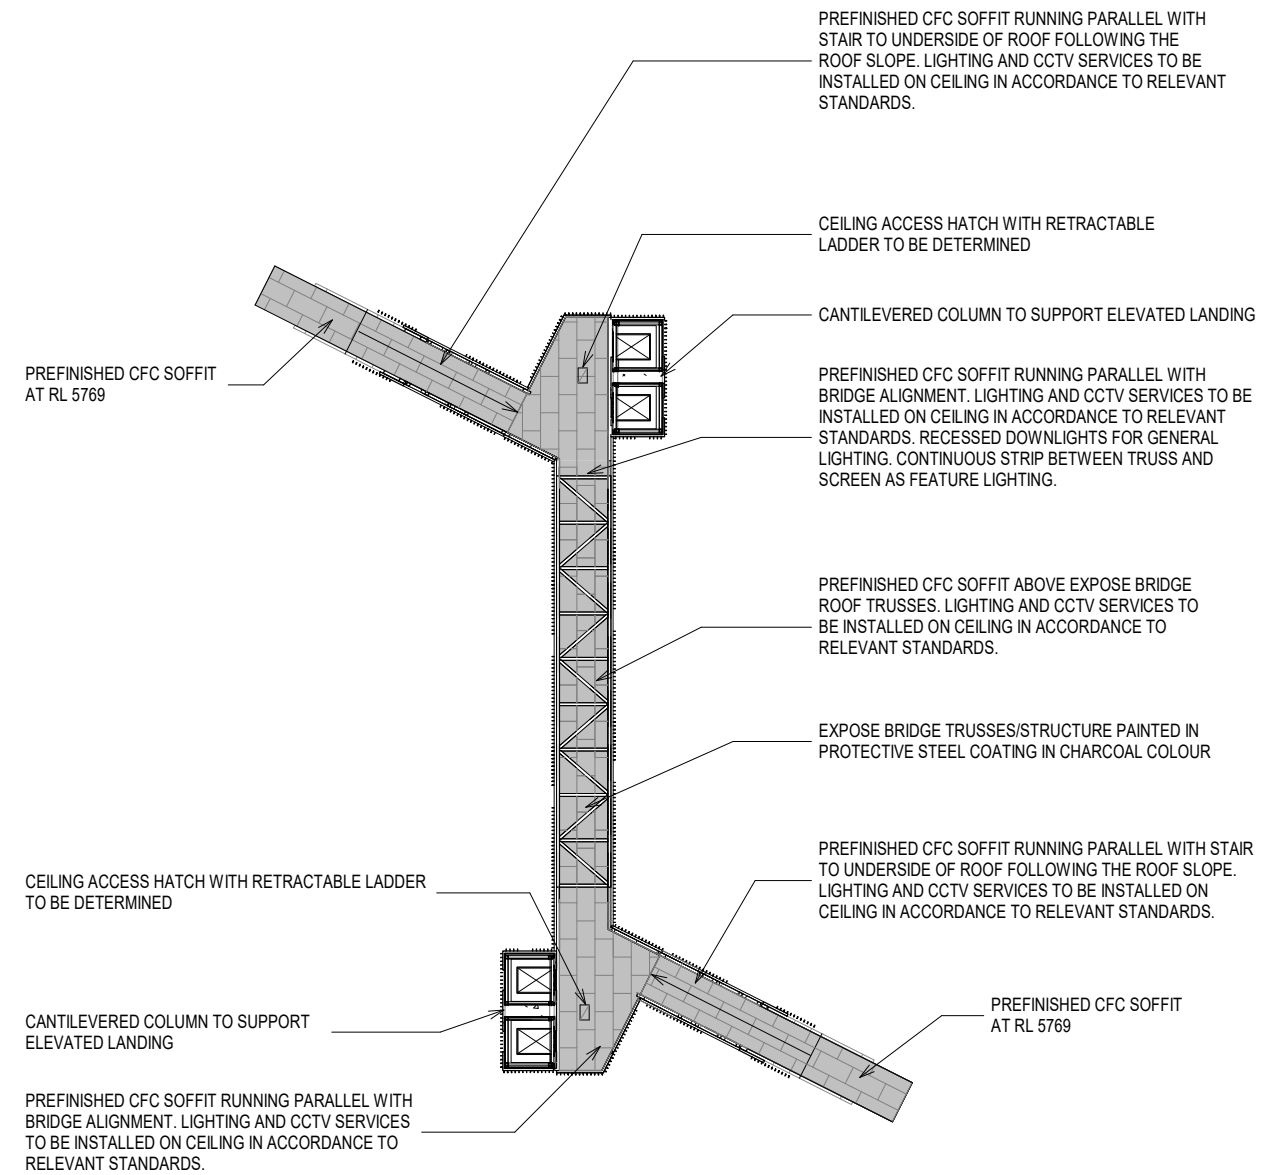 PREFINISHED CFC SOFFIT RUNNING PARALLEL WITH
STAIR TO UNDERSIDE OF ROOF FOLLOWING THE
ROOF SLOPE. LIGHTING AND CCTV SERVICES TO BE
INSTALLED ON CEILING IN ACCORDANCE TO RELEVANT
STANDARDS.
CEILING ACCESS HATCH WITH RETRACTABLE
LADDER TO BE DETERMINED
CANTILEVERED COLUMN TO SUPPORT ELEVATED LANDING
PREFINISHED CFC SOFFIT
AT RL 5769
PREFINISHED CFC SOFFIT RUNNING PARALLEL WITH
BRIDGE ALIGNMENT. LIGHTING AND CCTV SERVICES TO BE
INSTALLED ON CEILING IN ACCORDANCE TO RELEVANT
STANDARDS. RECESSED DOWNLIGHTS FOR GENERAL
LIGHTING. CONTINUOUS STRIP BETWEEN TRUSS AND
SCREEN AS FEATURE LIGHTING.
PREFINISHED CFC SOFFIT ABOVE EXPOSE BRIDGE
ROOF TRUSSES. LIGHTING AND CCTV SERVICES TO
BE INSTALLED ON CEILING IN ACCORDANCE TO
RELEVANT STANDARDS.
EXPOSE BRIDGE TRUSSES/STRUCTURE PAINTED IN
PROTECTIVE STEEL COATING IN CHARCOAL COLOUR
PREFINISHED CFC SOFFIT RUNNING PARALLEL WITH STAIR
TO UNDERSIDE OF ROOF FOLLOWING THE ROOF SLOPE.
LIGHTING AND CCTV SERVICES TO BE INSTALLED ON
CEILING IN ACCORDANCE TO RELEVANT STANDARDS.
CEILING ACCESS HATCH WITH RETRACTABLE LADDER
TO BE DETERMINED
PREFINISHED CFC SOFFIT
AT RL 5769
CANTILEVERED COLUMN TO SUPPORT
ELEVATED LANDING
PREFINISHED CFC SOFFIT RUNNING PARALLEL WITH
BRIDGE ALIGNMENT. LIGHTING AND CCTV SERVICES
TO BE INSTALLED ON CEILING IN ACCORDANCE TO
RELEVANT STANDARDS.